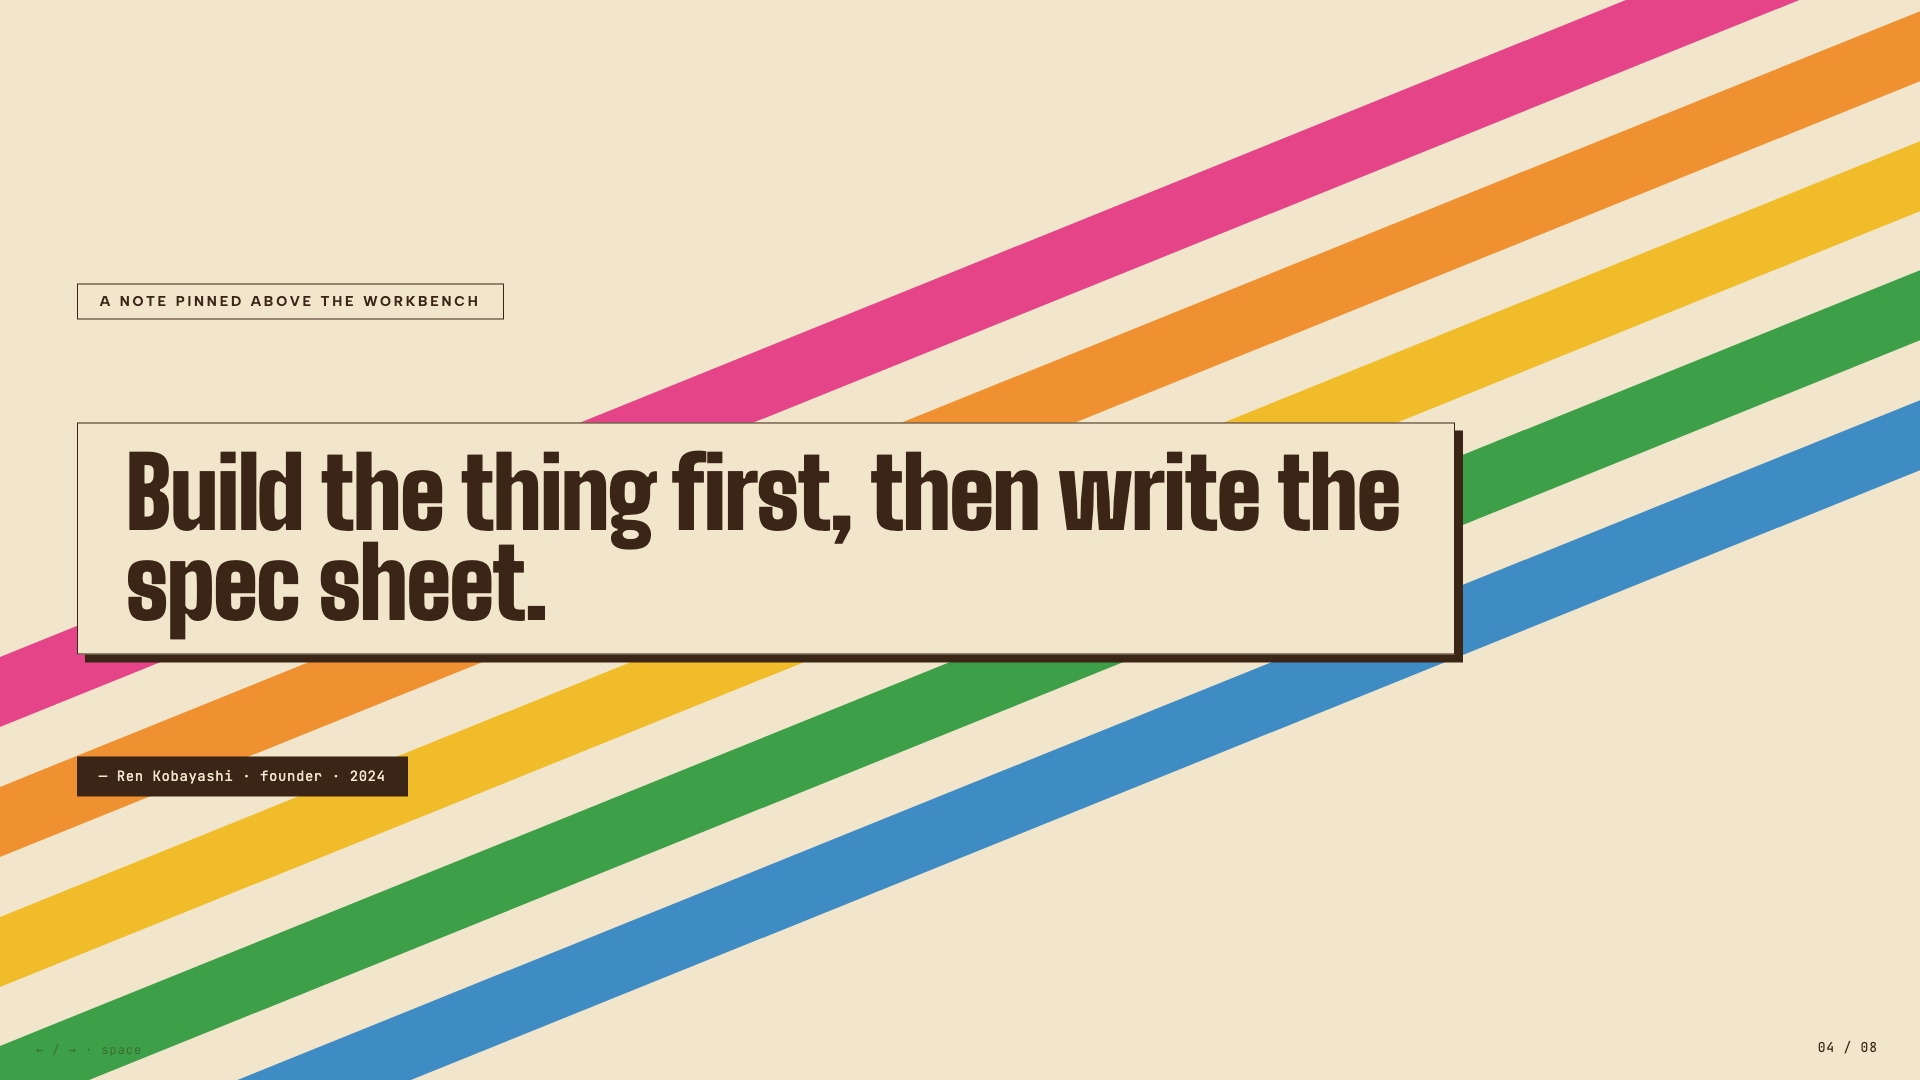 A NOTE PINNED ABOVE THE WORKBENCH
Build the thing first, then write the
spec sheet.
— Ren Kobayashi · founder · 2024
← / → · space
04 / 08